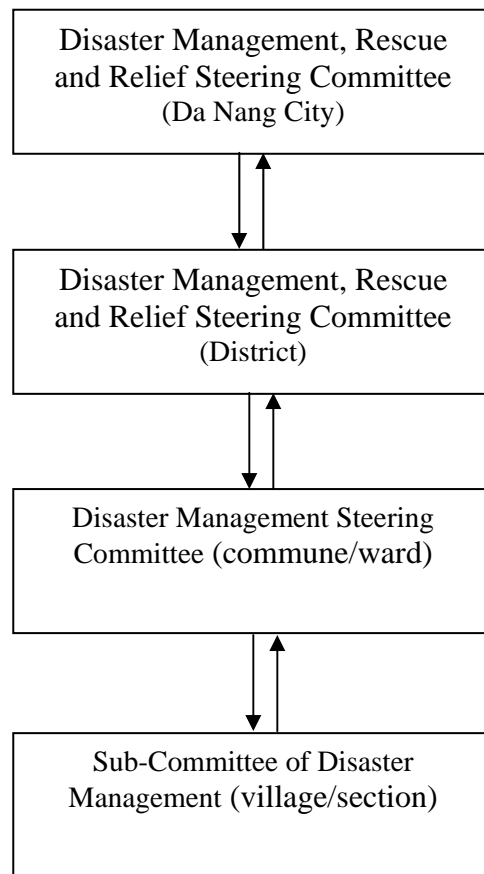 Disaster Management, Rescue
and Relief Steering Committee
(Da Nang City)
Disaster Management, Rescue
and Relief Steering Committee
(District)
Disaster Management Steering
Committee (commune/ward)
Sub-Committee of Disaster
Management (village/section)